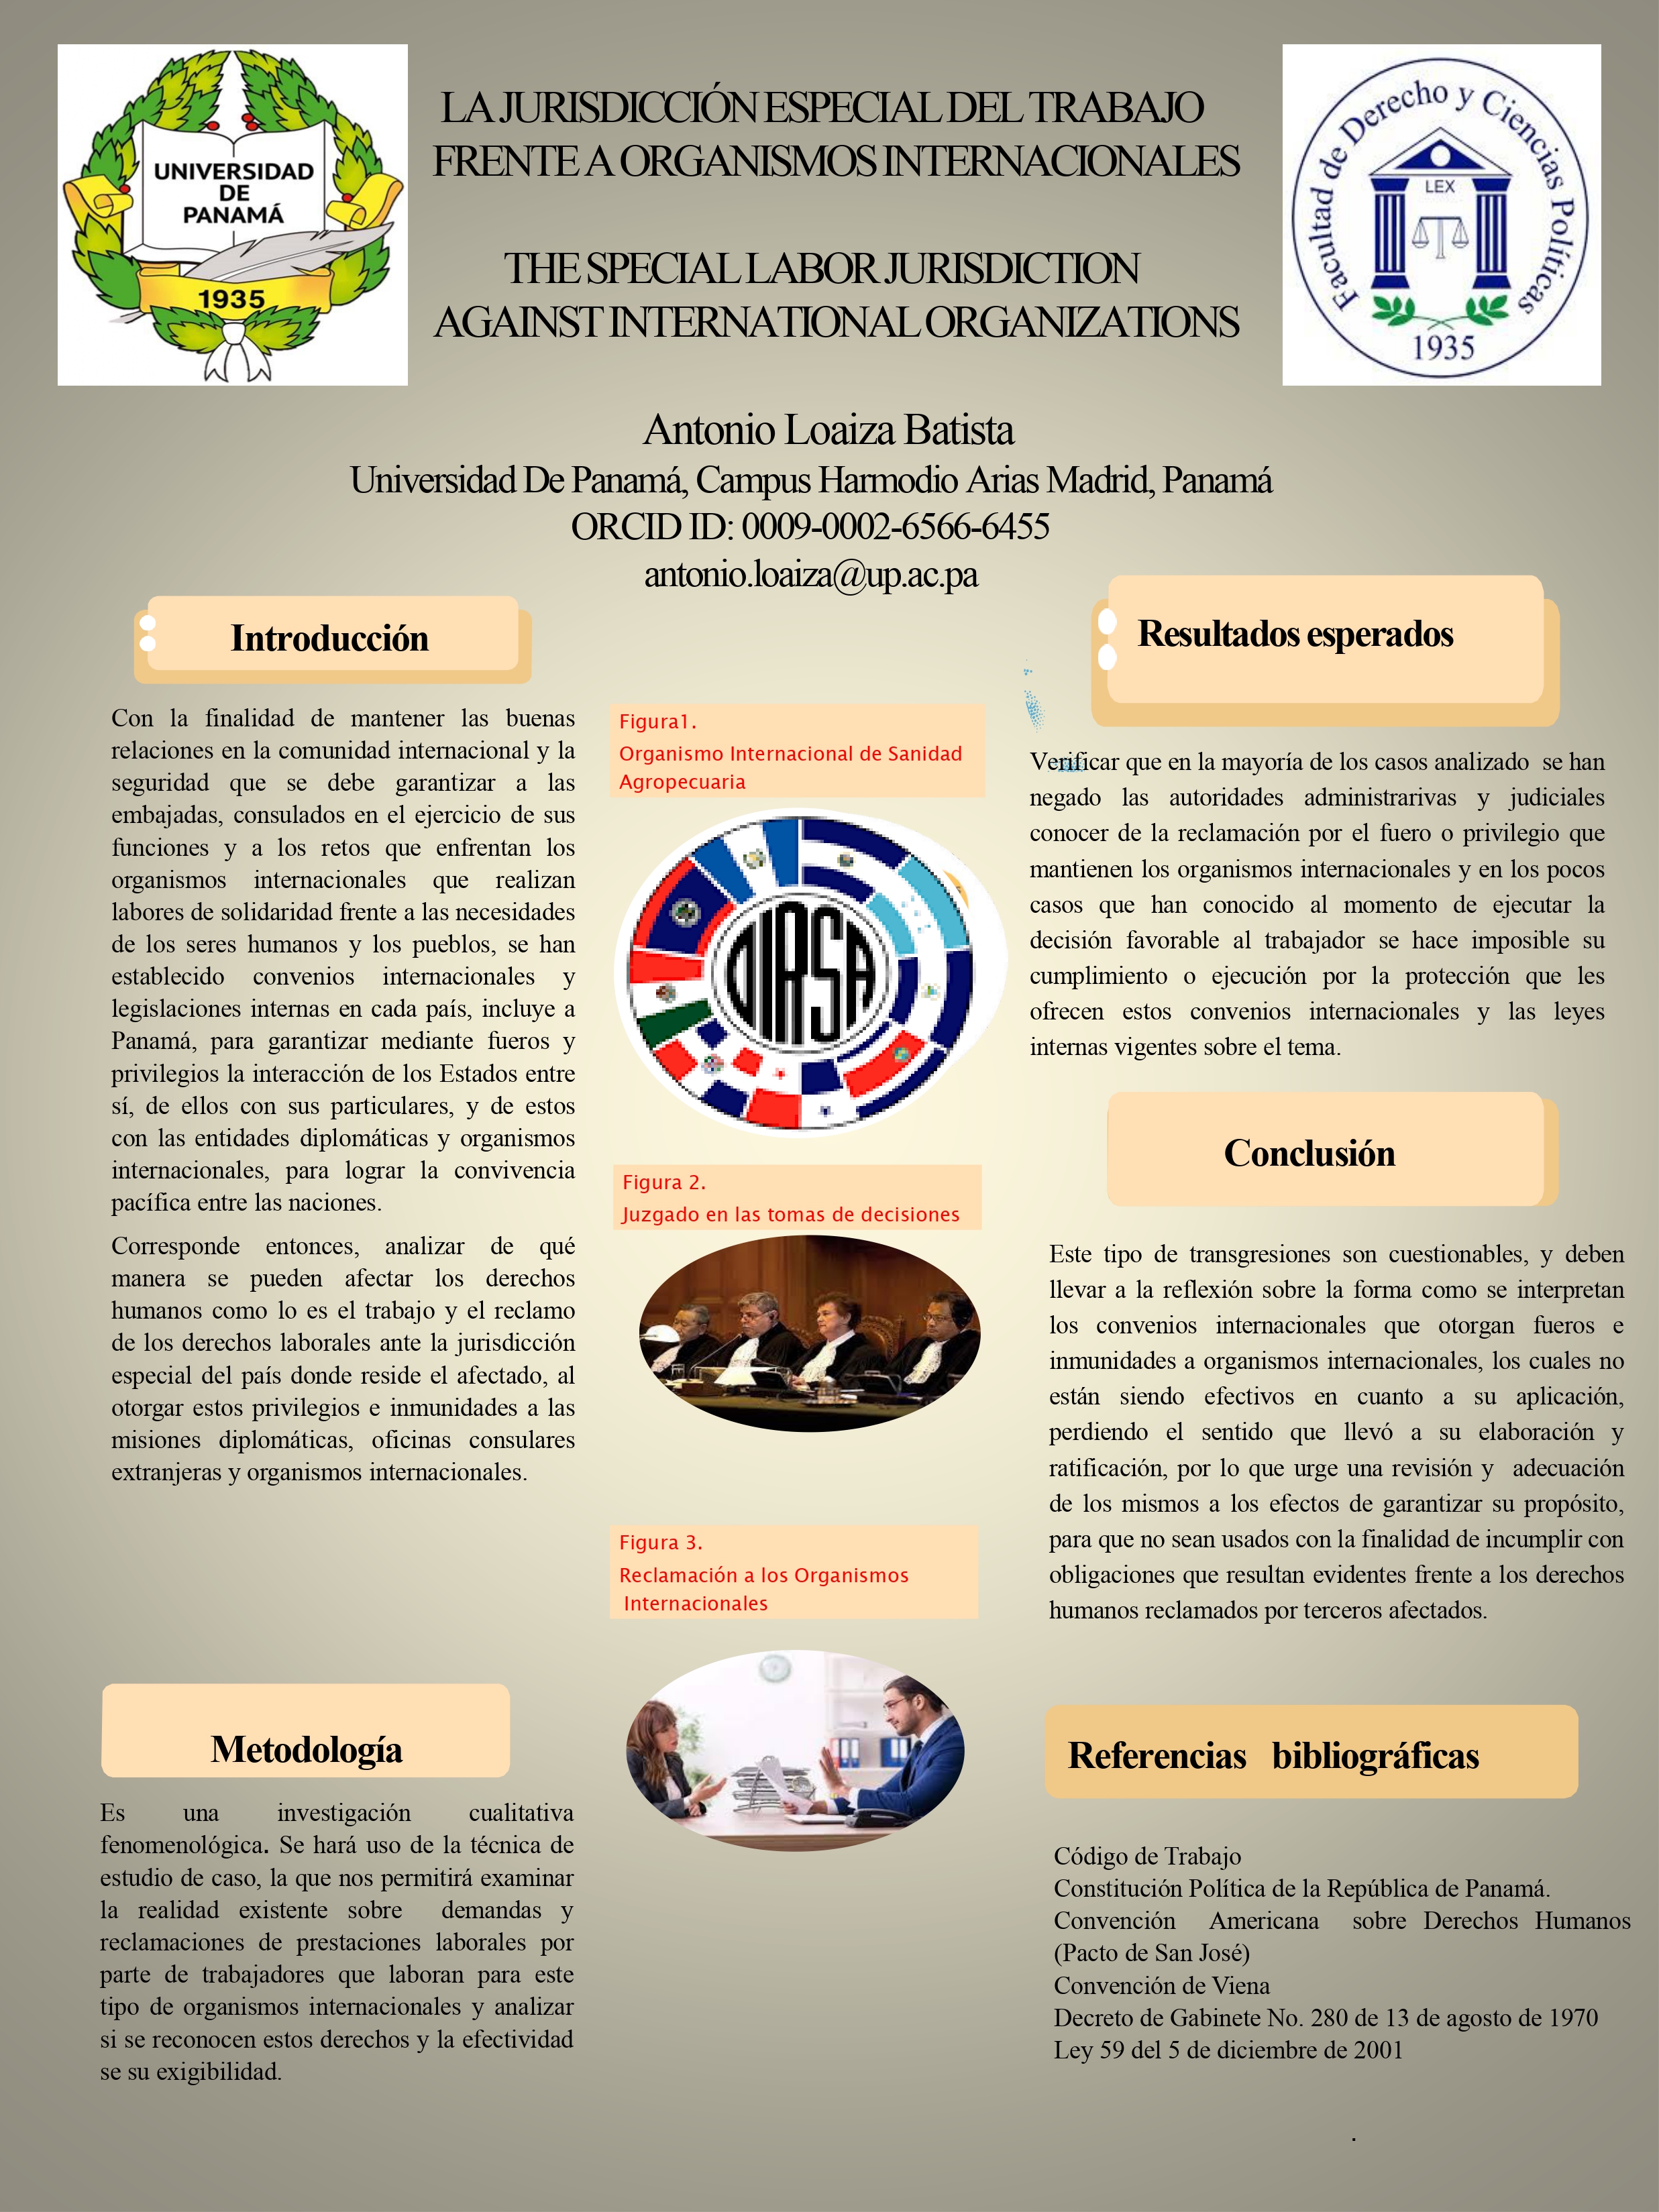 UNIVERSIDAD
DE
PANAMÁ
1935
LA JURISDICCIÓN ESPECIAL DEL TRABAJO
FRENTE A ORGANISMOS INTERNACIONALES
THE SPECIAL LABOR JURISDICTION
AGAINST INTERNATIONAL ORGANIZATIONS
Facultad de Derecho y Ciencias Políticas
LEX
1935
Antonio Loaiza Batista
Universidad De Panamá, Campus Harmodio Arias Madrid, Panamá
ORCID ID: 0009-0002-6566-6455
antonio.loaiza@up.ac.pa
Introducción
Con la finalidad de mantener las buenas
relaciones en la comunidad internacional y la
seguridad que se debe garantizar a las
embajadas, consulados en el ejercicio de sus
funciones y a los retos que enfrentan los
organismos internacionales que realizan
labores de solidaridad frente a las necesidades
de los seres humanos y los pueblos, se han
establecido convenios internacionales y
legislaciones internas en cada país, incluye a
Panamá, para garantizar mediante fueros y
privilegios la interacción de los Estados entre
sí, de ellos con sus particulares, y de estos
con las entidades diplomáticas y organismos
internacionales, para lograr la convivencia
pacífica entre las naciones.
Corresponde entonces, analizar de qué
manera se pueden afectar los derechos
humanos como lo es el trabajo y el reclamo
de los derechos laborales ante la jurisdicción
especial del país donde reside el afectado, al
otorgar estos privilegios e inmunidades a las
misiones diplomáticas, oficinas consulares
extranjeras y organismos internacionales.
Metodología
Es una investigación cualitativa
fenomenológica. Se hará uso de la técnica de
estudio de caso, la que nos permitirá examinar
la realidad existente sobre demandas y
reclamaciones de prestaciones laborales por
parte de trabajadores que laboran para este
tipo de organismos internacionales y analizar
si se reconocen estos derechos y la efectividad
se su exigibilidad.
Figura1.
Organismo Internacional de Sanidad
Agropecuaria
OIRSA
Figura 2.
Juzgado en las tomas de decisiones
Figura 3.
Reclamación a los Organismos
Internacionales
Resultados esperados
Verificar que en la mayoría de los casos analizado se han
negado las autoridades administrarivas y judiciales
conocer de la reclamación por el fuero o privilegio que
mantienen los organismos internacionales y en los pocos
casos que han conocido al momento de ejecutar la
decisión favorable al trabajador se hace imposible su
cumplimiento o ejecución por la protección que les
ofrecen estos convenios internacionales y las leyes
internas vigentes sobre el tema.
Conclusión
Este tipo de transgresiones son cuestionables, y deben
llevar a la reflexión sobre la forma como se interpretan
los convenios internacionales que otorgan fueros e
inmunidades a organismos internacionales, los cuales no
están siendo efectivos en cuanto a su aplicación,
perdiendo el sentido que llevó a su elaboración y
ratificación, por lo que urge una revisión y adecuación
de los mismos a los efectos de garantizar su propósito,
para que no sean usados con la finalidad de incumplir con
obligaciones que resultan evidentes frente a los derechos
humanos reclamados por terceros afectados.
Referencias bibliográficas
Código de Trabajo
Constitución Política de la República de Panamá.
Convención Americana sobre Derechos Humanos
(Pacto de San José)
Convención de Viena
Decreto de Gabinete No. 280 de 13 de agosto de 1970
Ley 59 del 5 de diciembre de 2001
.